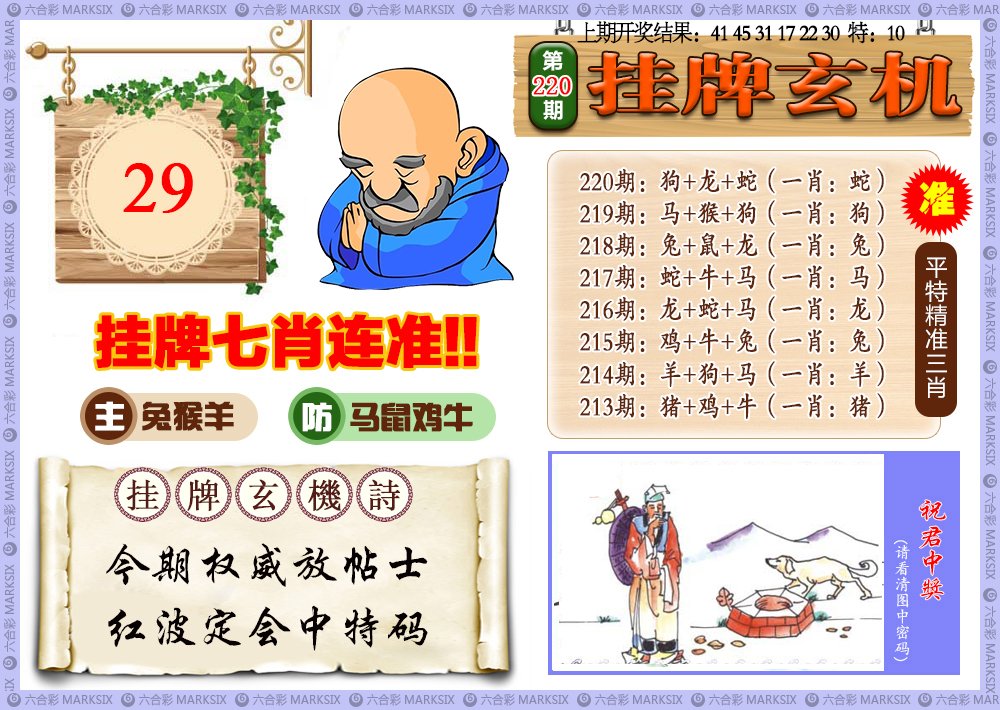 六合彩 MARKSIX
上期开奖结果：41 45 31 17 22 30 特：10
第
220
期
挂牌玄机
29
挂牌七肖连准!!
主 兔猴羊
防 马鼠鸡牛
挂牌玄機詩
今期权威放帖士
红波定会中特码
220期：狗+龙+蛇（一肖：蛇）
219期：马+猴+狗（一肖：狗）
218期：兔+鼠+龙（一肖：兔）
217期：蛇+牛+马（一肖：马）
216期：龙+蛇+马（一肖：龙）
215期：鸡+牛+兔（一肖：兔）
214期：羊+狗+马（一肖：羊）
213期：猪+鸡+牛（一肖：猪）
准
平特精准三肖
祝君中獎
（请看清图中密码）